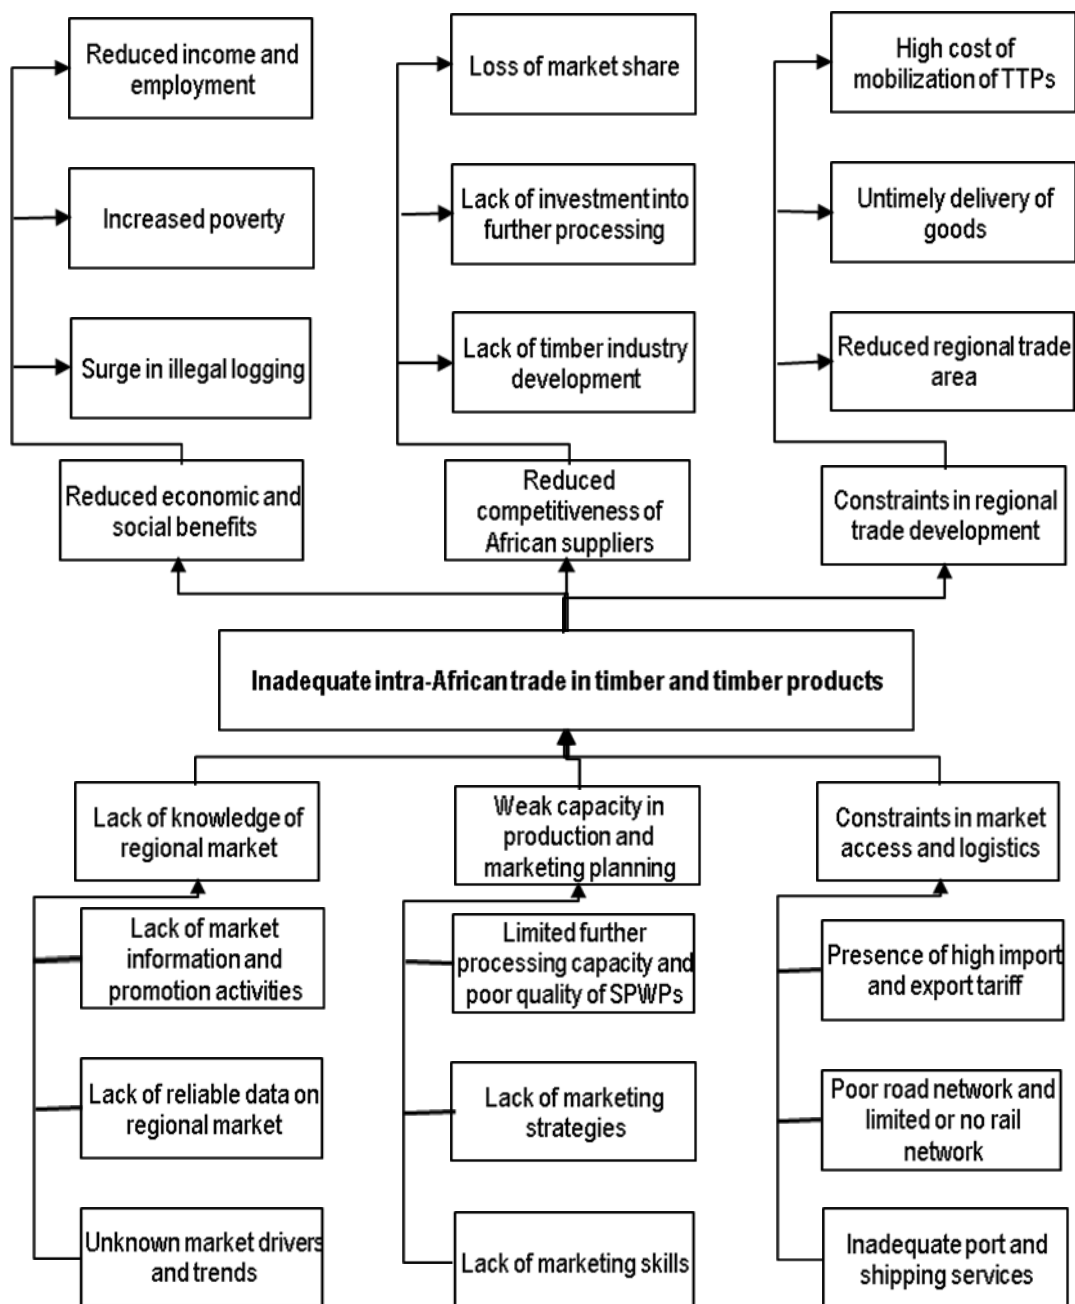 Reduced income and
employment
Loss of market share
High cost of
mobilization of TTPs
Increased poverty
Lack of investment into
further processing
Untimely delivery of
goods
Surge in illegal logging
Lack of timber industry
development
Reduced regional trade
area
Reduced economic and
social benefits
Reduced
competitiveness of
African suppliers
Constraints in regional
trade development
Inadequate intra-African trade in timber and timber products
Lack of knowledge of
regional market
Weak capacity in
production and
marketing planning
Constraints in market
access and logistics
Lack of market
information and
promotion activities
Limited further
processing capacity and
poor quality of SPWPs
Presence of high import
and export tariff
Lack of reliable data on
regional market
Lack of marketing
strategies
Poor road network and
limited or no rail
network
Unknown market drivers
and trends
Lack of marketing skills
Inadequate port and
shipping services